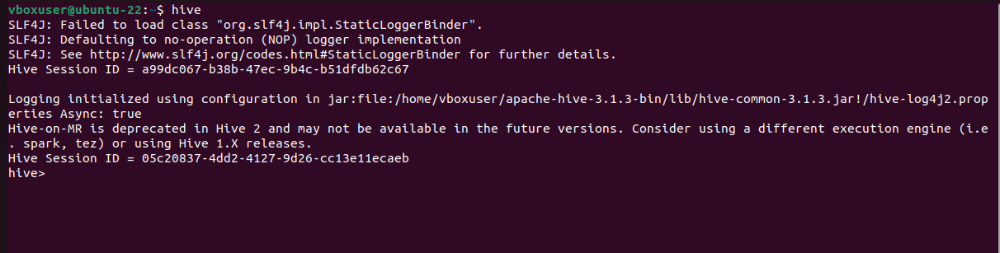 vboxuser@ubuntu-22:~$ hive
SLF4J: Failed to load class "org.slf4j.impl.StaticLoggerBinder".
SLF4J: Defaulting to no-operation (NOP) logger implementation
SLF4J: See http://www.slf4j.org/codes.html#StaticLoggerBinder for further details.
Hive Session ID = a99dc067-b38b-47ec-9b4c-b51dfdb62c67
Logging initialized using configuration in jar:file:/home/vboxuser/apache-hive-3.1.3-bin/lib/hive-common-3.1.3.jar!/hive-log4j2.prop
erties Async: true
Hive-on-MR is deprecated in Hive 2 and may not be available in the future versions. Consider using a different execution engine (i.e
. spark, tez) or using Hive 1.X releases.
Hive Session ID = 05c20837-4dd2-4127-9d26-cc13e11ecaeb
hive>